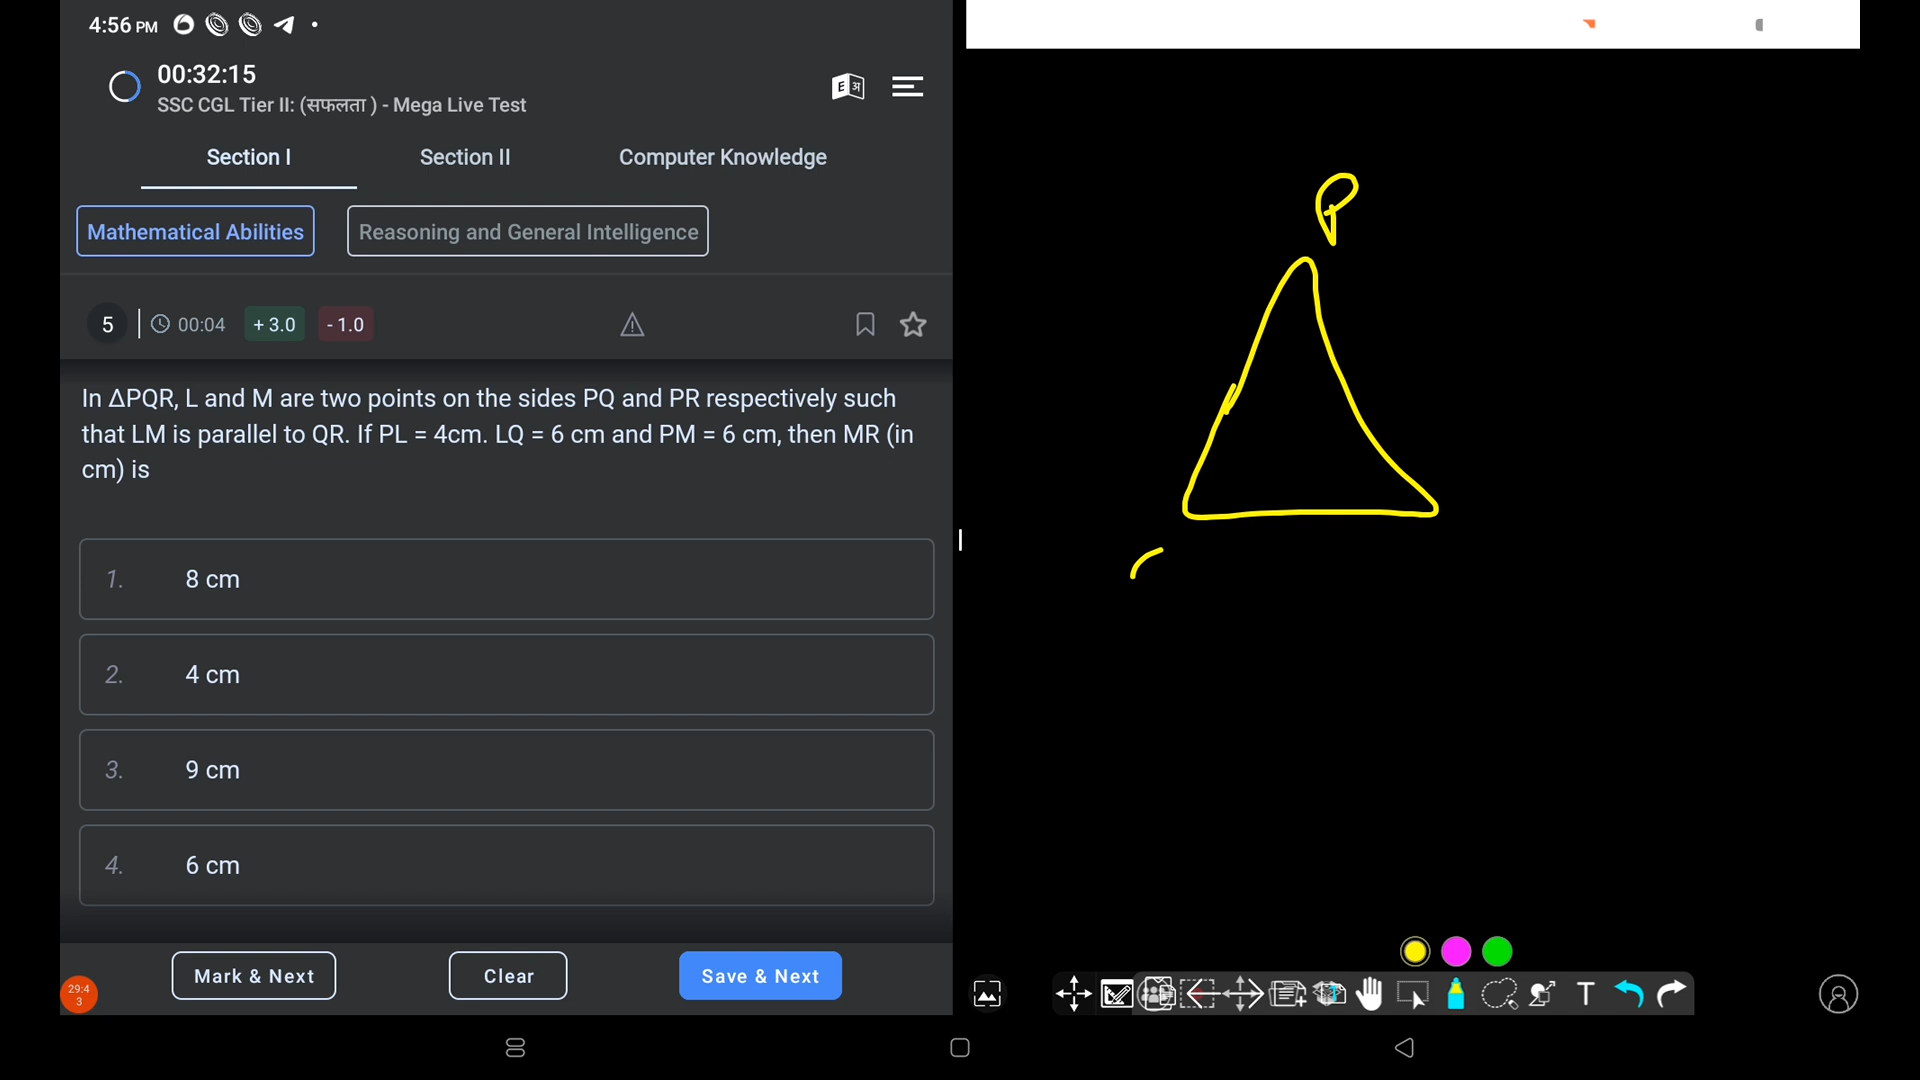 4:56 PM
00:32:15
SSC CGL Tier II: (सफलता ) - Mega Live Test
E अ
Section I Section II Computer Knowledge
Mathematical Abilities Reasoning and General Intelligence
5 00:04 + 3.0 - 1.0
In ΔPQR, L and M are two points on the sides PQ and PR respectively such
that LM is parallel to QR. If PL = 4cm. LQ = 6 cm and PM = 6 cm, then MR (in
cm) is
1. 8 cm
2. 4 cm
3. 9 cm
4. 6 cm
Mark & Next Clear Save & Next
29:4
3
P
T